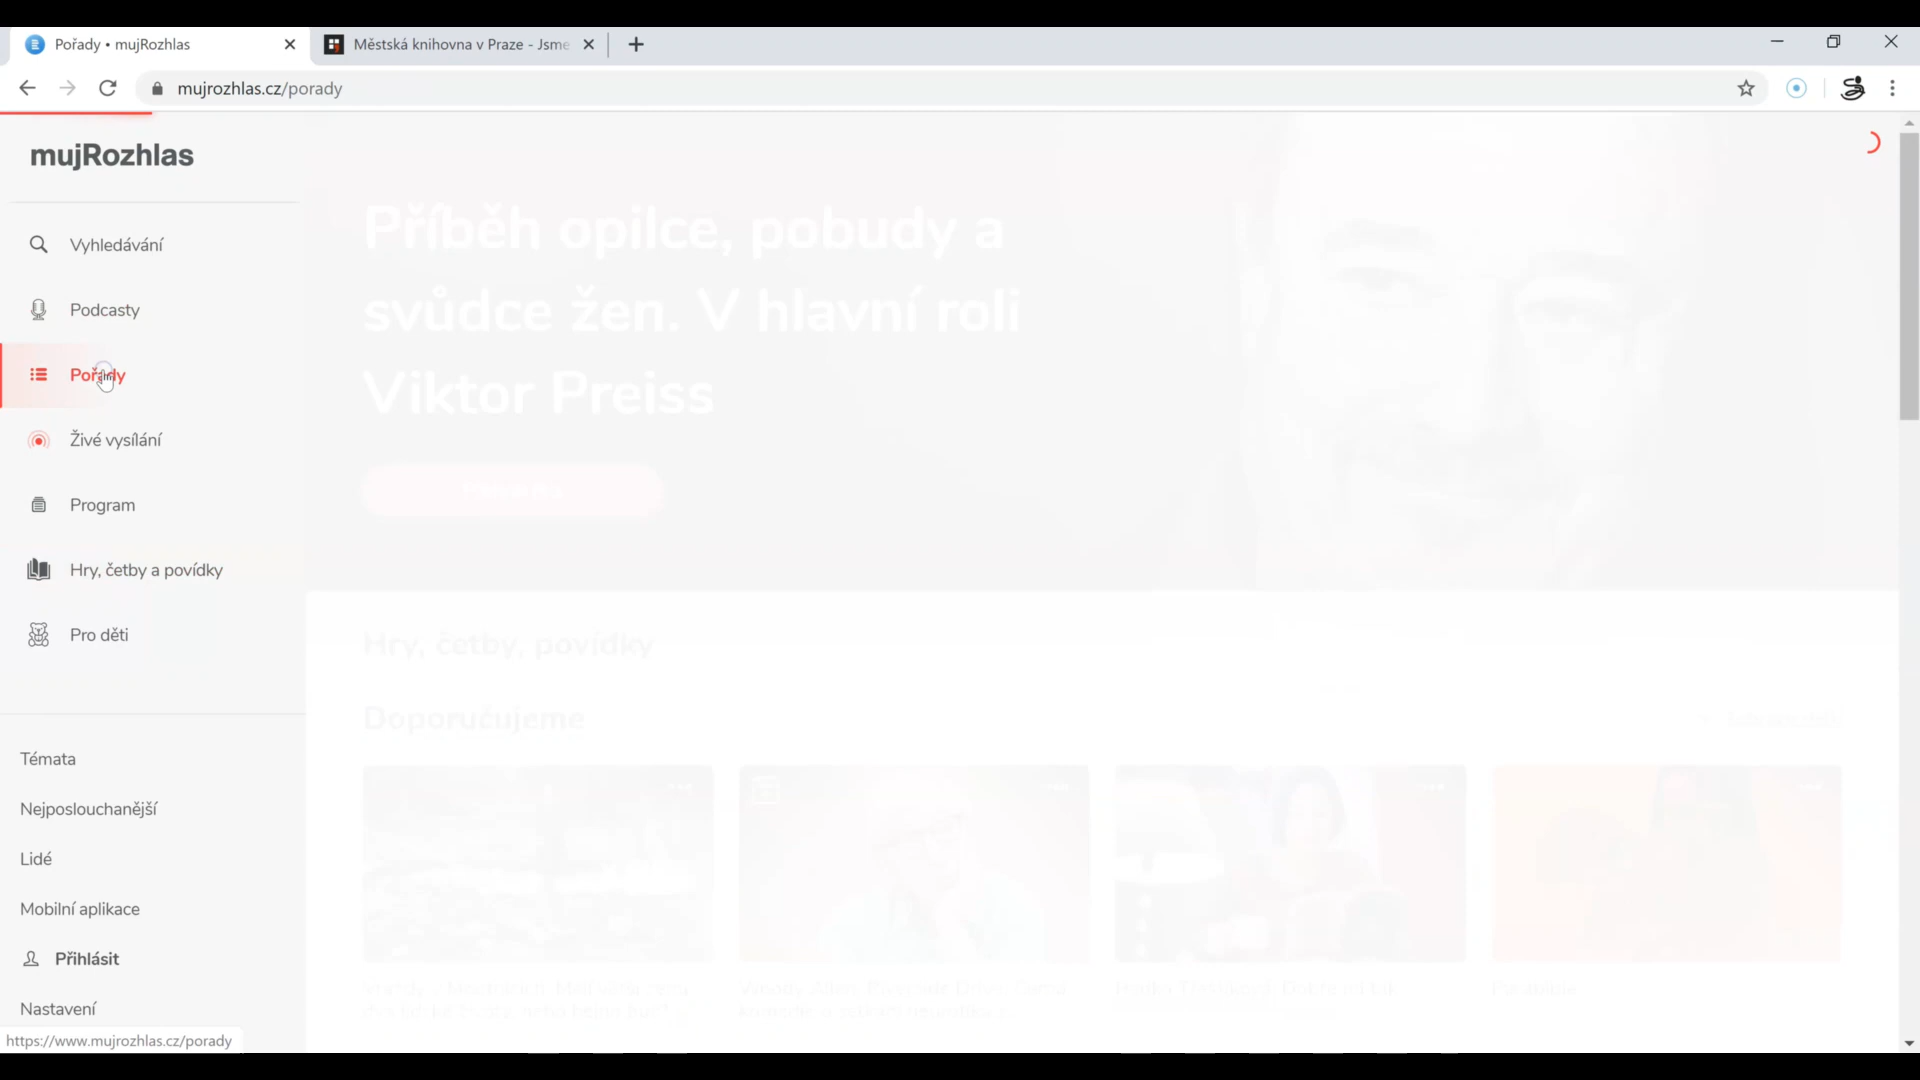 Pořady • mujRozhlas
Městská knihovna v Praze - Jsme
mujrozhlas.cz/porady
mujRozhlas
Vyhledávání
Podcasty
Pořady
Živé vysílání
Program
Hry, četby a povídky
Pro děti
Témata
Nejposlouchanější
Lidé
Mobilní aplikace
Přihlásit
Nastavení
https://www.mujrozhlas.cz/porady
Příběh opilce, pobudy a
svůdce žen. V hlavní roli
Viktor Preiss
Hry, četby, povídky
Doporučujeme